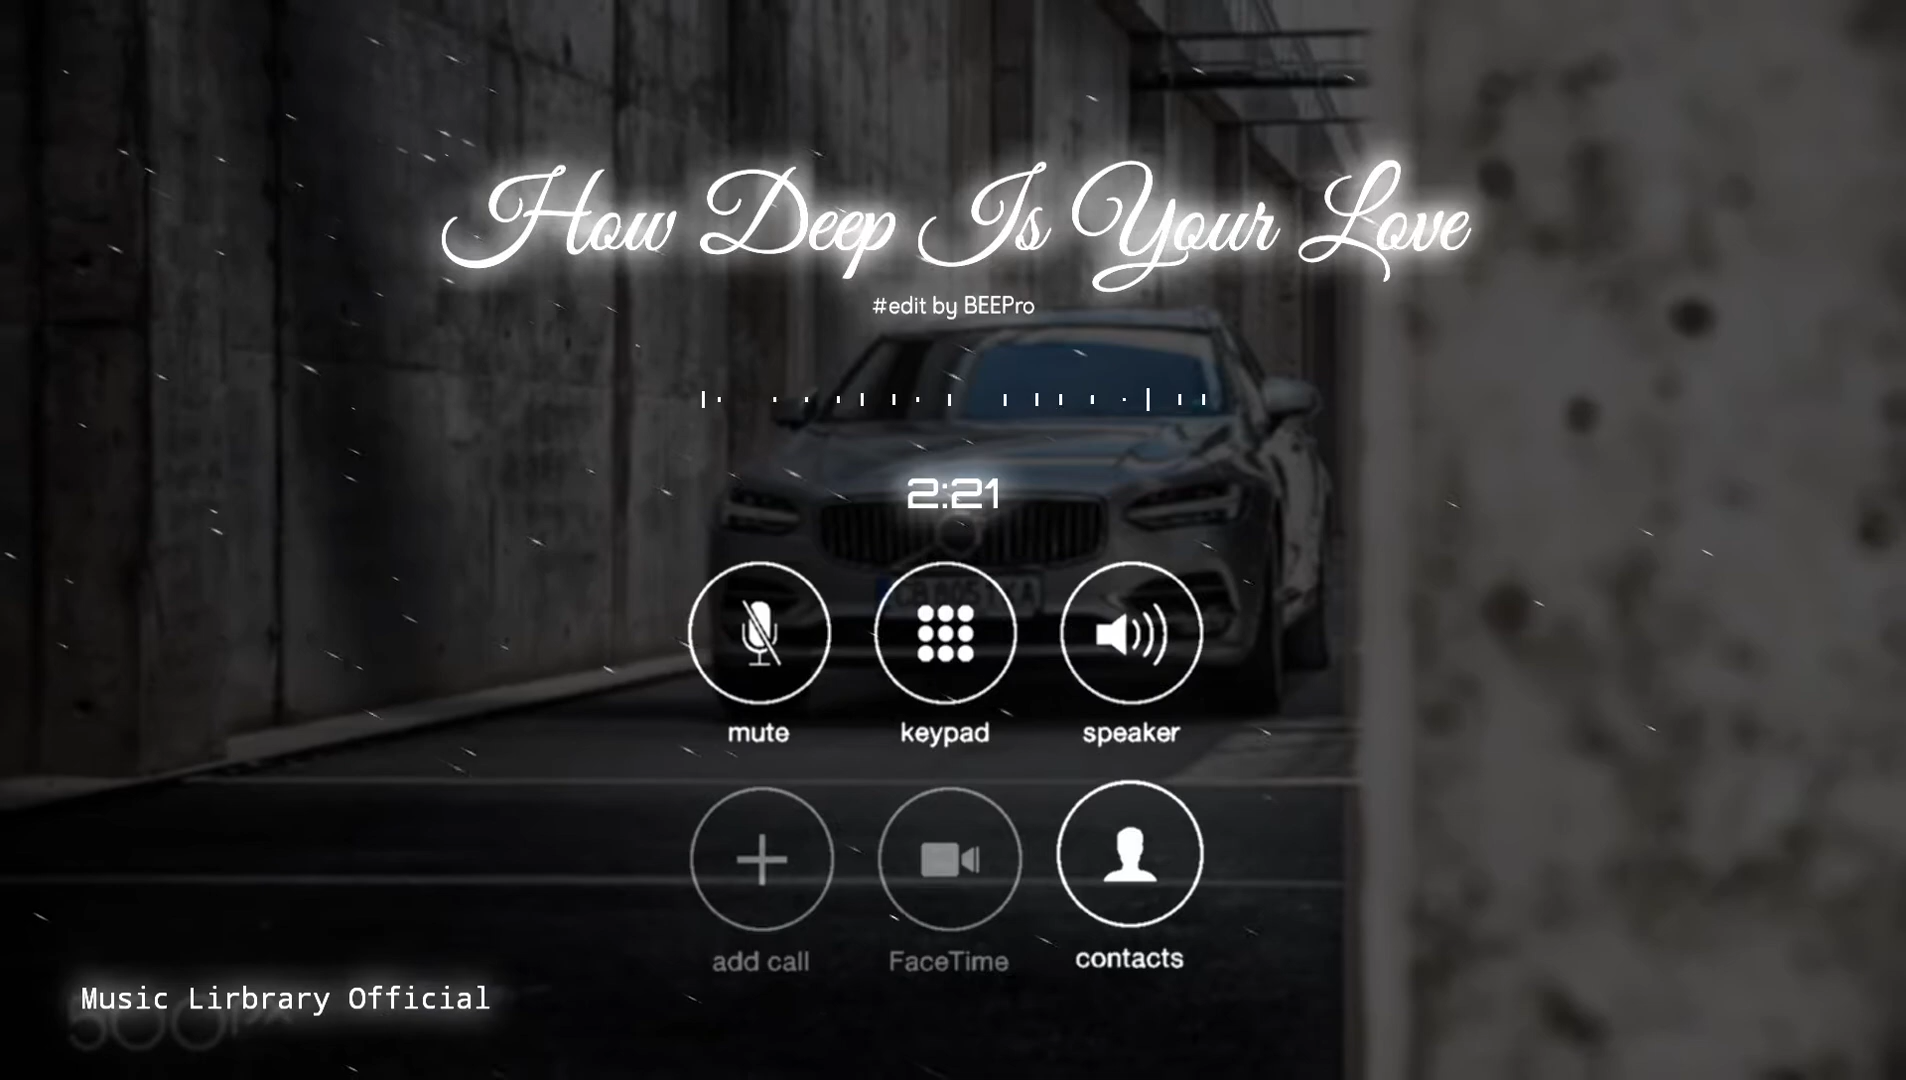 How Deep Is Your Love
#edit by BEEPro
2:21
mute
keypad
speaker
add call
FaceTime
contacts
Music Lirbrary Official